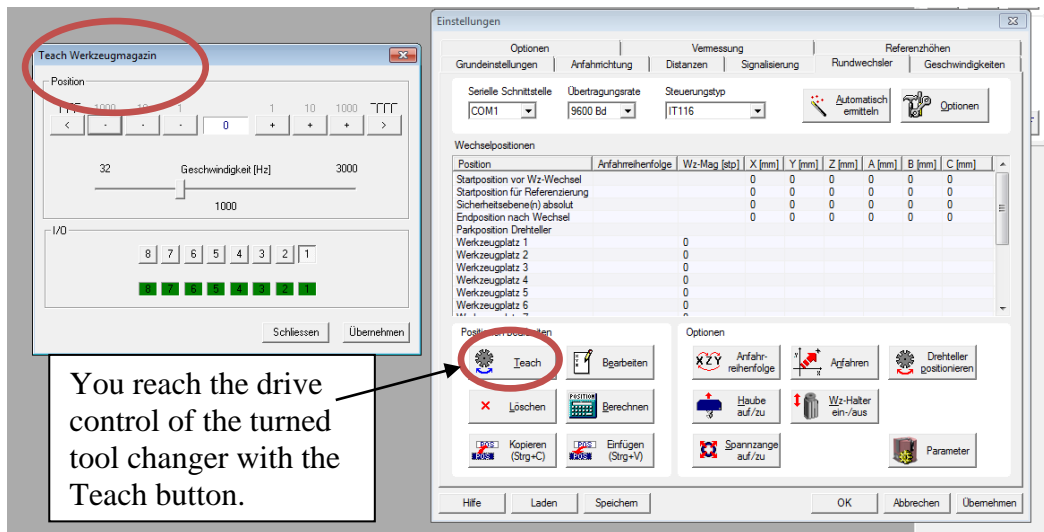 Teach Werkzeugmagazin
Position
1000 10 1 1 10 1000
< - - - 0 + + + >
32 Geschwindigkeit [Hz] 3000
1000
I/O
8 7 6 5 4 3 2 1
8 7 6 5 4 3 2 1
Schliessen Übernehmen
You reach the drive
control of the turned
tool changer with the
Teach button.
Einstellungen
Optionen Vermessung Referenzhöhen
Grundeinstellungen Anfahrrichtung Distanzen Signalisierung Rundwechsler Geschwindigkeiten
Serielle Schnittstelle Übertragungsrate Steuerungstyp
COM1 9600 Bd IT116
Automatisch
ermitteln
Optionen
Wechselpositionen
Position Anfahrreihenfolge Wz-Mag [stp] X [mm] Y [mm] Z [mm] A [mm] B [mm] C [mm]
Startposition vor Wz-Wechsel 0 0 0 0 0 0
Startposition für Referenzierung 0 0 0 0 0 0
Sicherheitsebene(n) absolut 0 0 0 0 0 0
Endposition nach Wechsel 0 0 0 0 0 0
Parkposition Drehteller
Werkzeugplatz 1 0
Werkzeugplatz 2 0
Werkzeugplatz 3 0
Werkzeugplatz 4 0
Werkzeugplatz 5 0
Werkzeugplatz 6 0
Positionen bearbeiten
Teach Bearbeiten
Löschen POSITION Berechnen
POS POS Kopieren
(Strg+C)
POS POS Einfügen
(Strg+V)
Optionen
XZY Anfahr-
reihenfolge
y x Anfahren
Drehteller
positionieren
Haube
auf/zu
Wz-Halter
ein-/aus
Spannzange
auf/zu
Parameter
Hilfe Laden Speichern OK Abbrechen Übernehmen